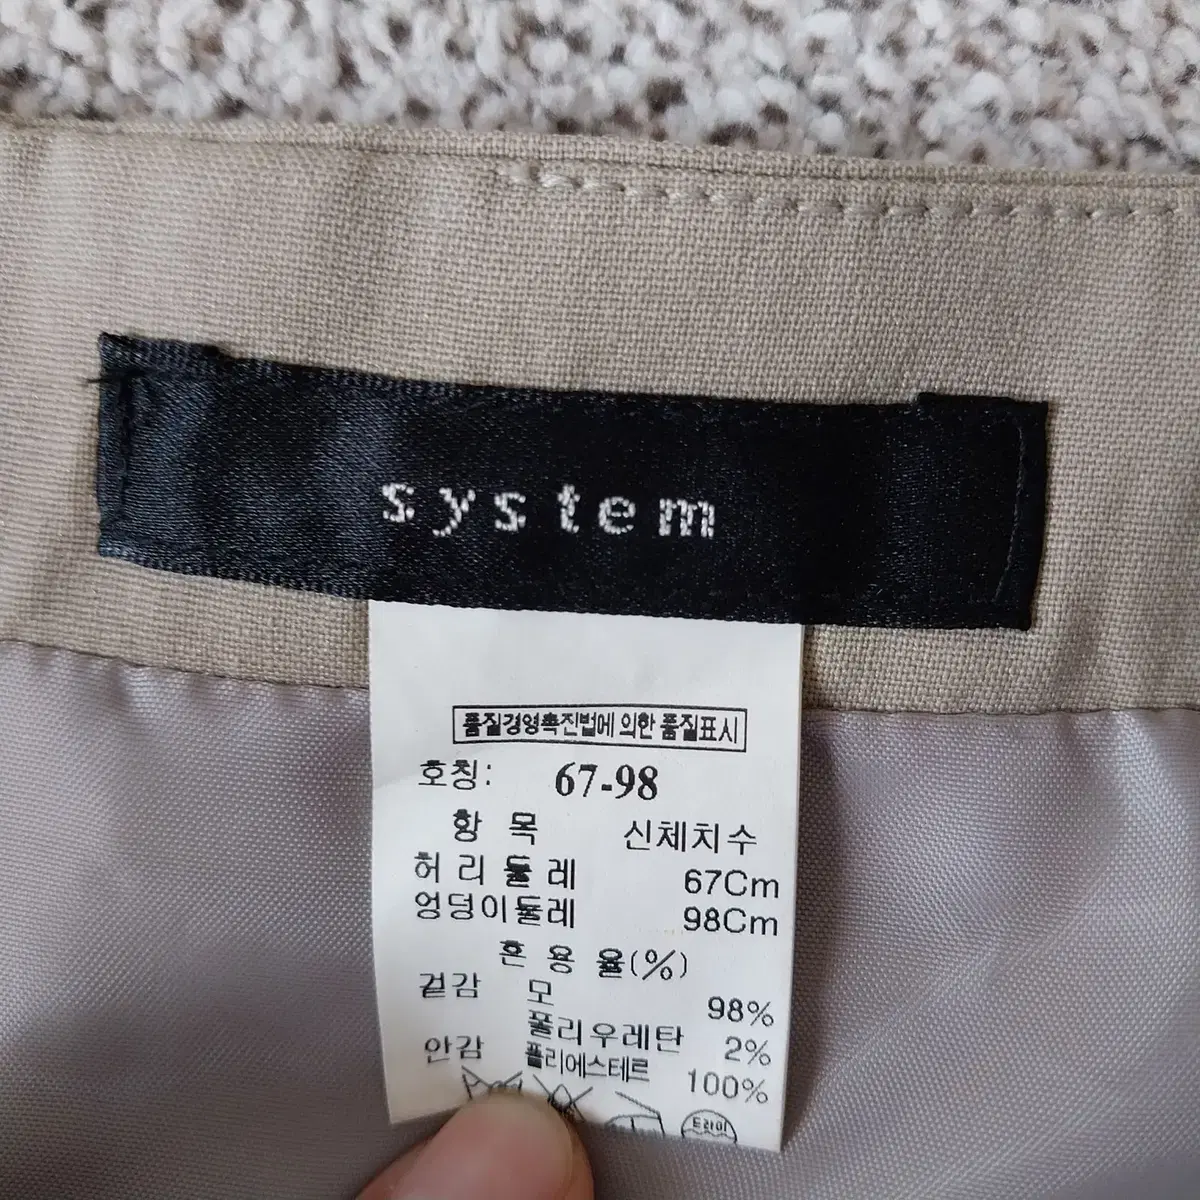 system
품질경영촉진법에 의한 품질표시
호칭: 67-98
항 목 신체치수
허 리 둘 레 67Cm
엉덩이둘레 98Cm
혼 용 율(%)
겉감 모 98%
폴리우레탄 2%
안감 폴리에스테르 100%
드라이